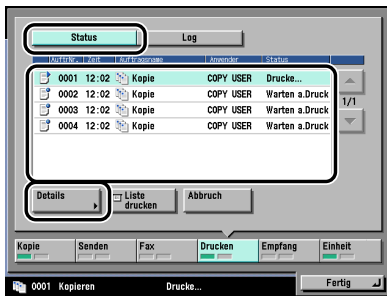 Status Log
AuftrNr. Zeit Auftragsname Anwender Status
0001 12:02 Kopie COPY USER Drucke...
0002 12:02 Kopie COPY USER Warten a.Druck
0003 12:02 Kopie COPY USER Warten a.Druck
0004 12:02 Kopie COPY USER Warten a.Druck
1/1
Details Liste drucken Abbruch
Kopie Senden Fax Drucken Empfang Einheit
0001 Kopieren Drucke... Fertig